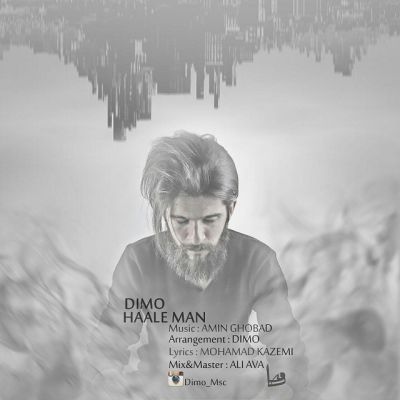 DIMO
HAALE MAN
Music : AMIN GHOBAD
Arrangement : DIMO
Lyrics : MOHAMAD KAZEMI
Mix&Master : ALI AVA
Dimo_Msc